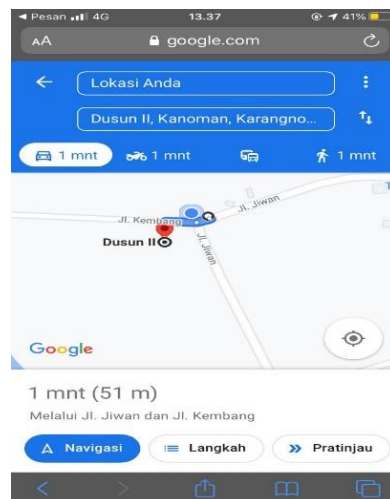 Pesan 4G 13.37 41%
AA google.com
Lokasi Anda
Dusun II, Kanoman, Karangno...
1 mnt 1 mnt 1 mnt
Jl. Jiwan
Jl. Kembang
Dusun II
Jl. Jiwan
Google
1 mnt (51 m)
Melalui Jl. Jiwan dan Jl. Kembang
Navigasi Langkah Pratinjau